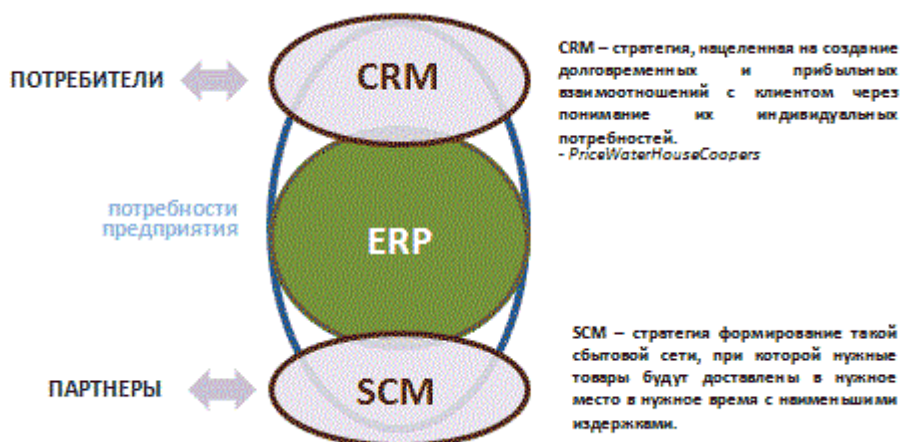 ПОТРЕБИТЕЛИ
CRM
CRM – стратегия, нацеленная на создание
долговременных и прибыльных
взаимоотношений с клиентом через
понимание их индивидуальных
потребностей.
- PriceWaterHouseCoopers
потребности
предприятия
ERP
ПАРТНЕРЫ
SCM
SCM – стратегия формирование такой
сбытовой сети, при которой нужные
товары будут доставлены в нужное
место в нужное время с наименьшими
издержками.